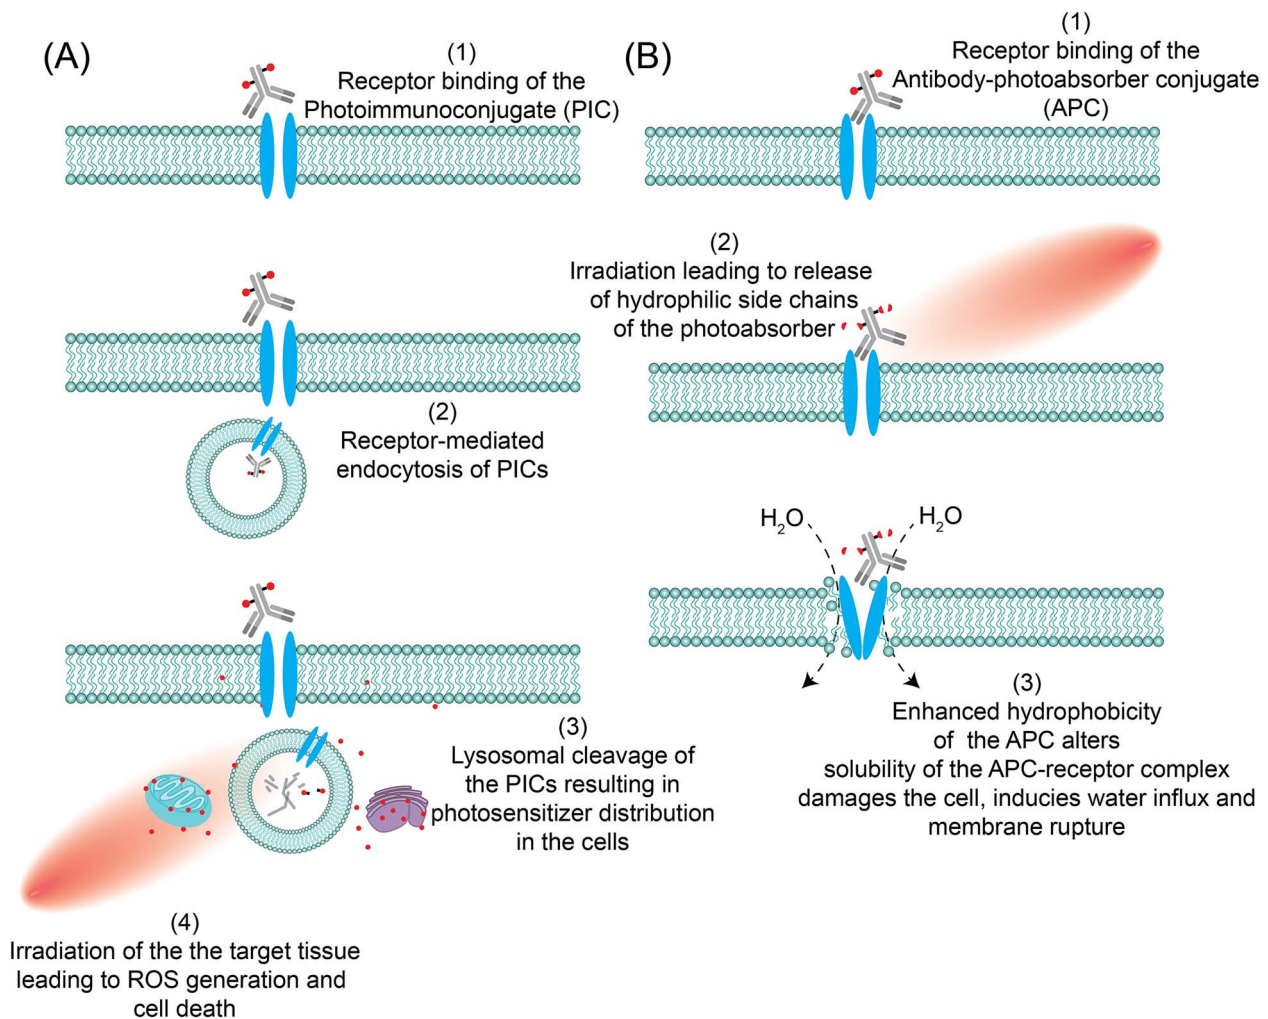 (A)
(1)
Receptor binding of the
Photoimmunoconjugate (PIC)
(2)
Receptor-mediated
endocytosis of PICs
(3)
Lysosomal cleavage of
the PICs resulting in
photosensitizer distribution
in the cells
(4)
Irradiation of the the target tissue
leading to ROS generation and
cell death
(B)
(1)
Receptor binding of the
Antibody-photoabsorber conjugate
(APC)
(2)
Irradiation leading to release
of hydrophilic side chains
of the photoabsorber
H₂O
H₂O
(3)
Enhanced hydrophobicity
of the APC alters
solubility of the APC-receptor complex
damages the cell, inducies water influx and
membrane rupture